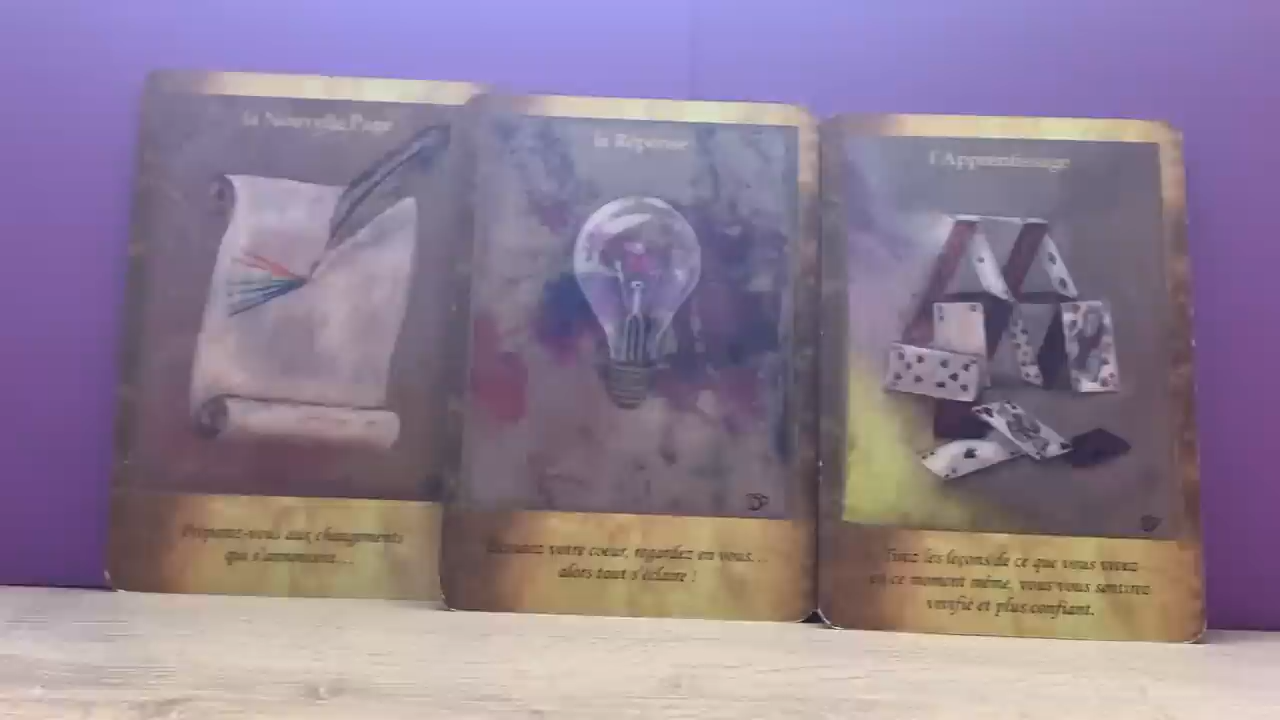 la Nouvelle Page
Préparez-vous aux changements
qui s'annoncent...
la Réponse
Ecoutez votre coeur, regardez en vous...
alors tout s'éclaire !
l'Apprentissage
Tirez les leçons de ce que vous vivez
en ce moment même, vous vous sentirez
vivifié et plus confiant.